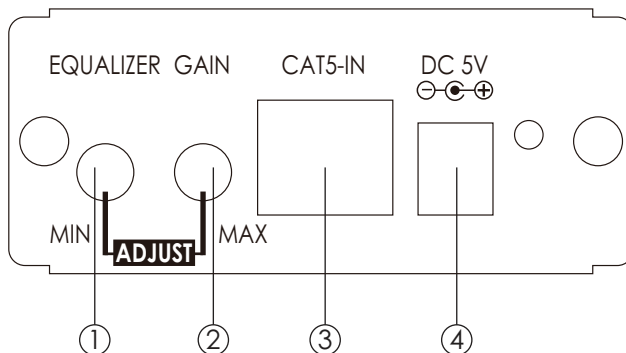 EQUALIZER GAIN CAT5-IN DC 5V
MIN ADJUST MAX
① ② ③ ④